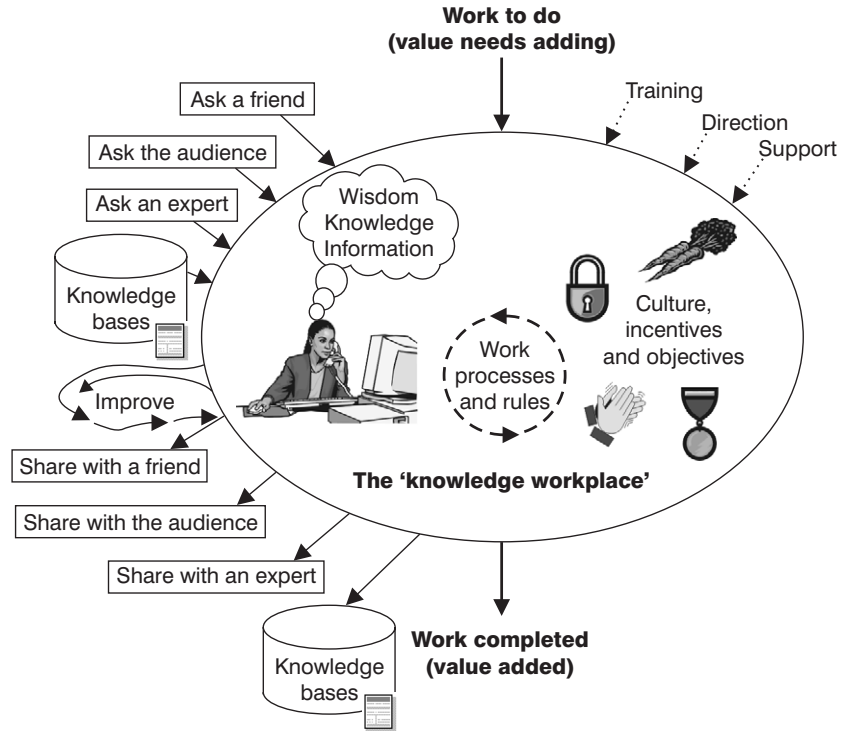 Work to do
(value needs adding)
Ask a friend
Training
Direction
Support
Ask the audience
Ask an expert
Wisdom
Knowledge
Information
Knowledge
bases
Culture,
incentives
and objectives
Work
processes
and rules
Improve
Share with a friend
The ‘knowledge workplace’
Share with the audience
Share with an expert
Work completed
(value added)
Knowledge
bases